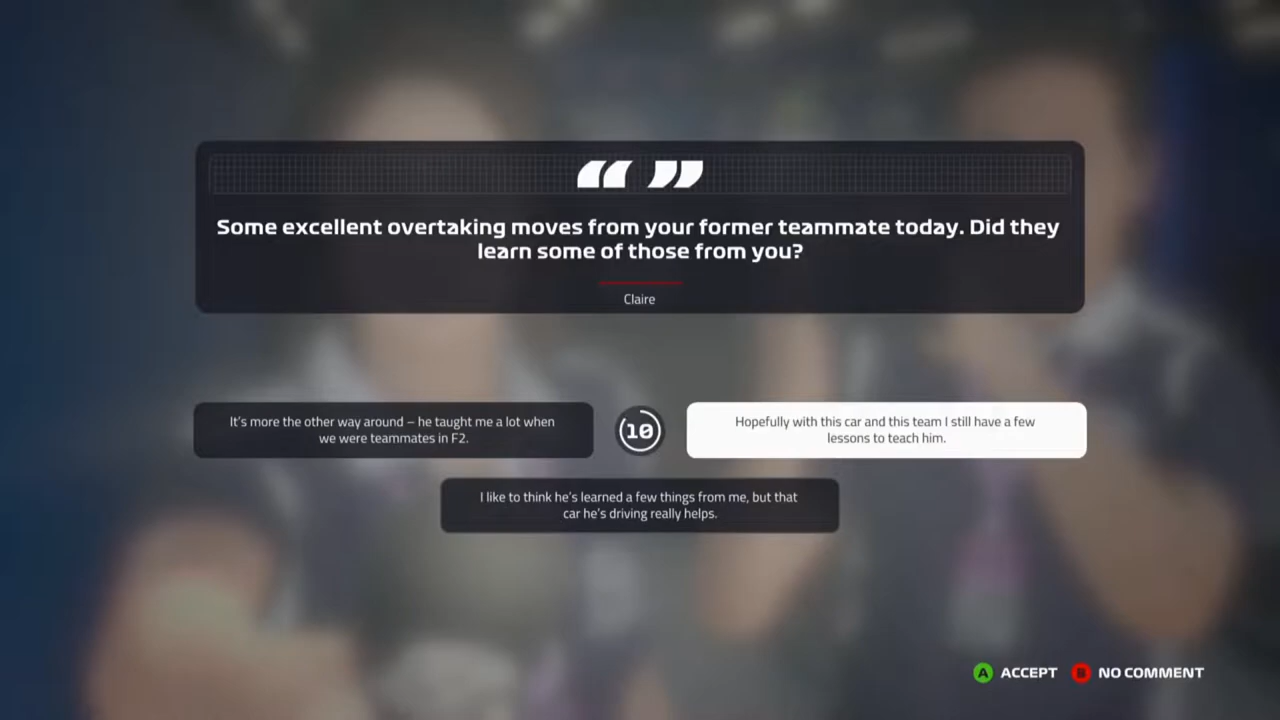 “ ”
Some excellent overtaking moves from your former teammate today. Did they
learn some of those from you?
Claire
It's more the other way around – he taught me a lot when
we were teammates in F2.
10
Hopefully with this car and this team I still have a few
lessons to teach him.
I like to think he's learned a few things from me, but that
car he's driving really helps.
A ACCEPT B NO COMMENT